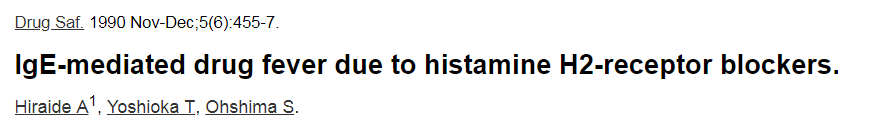 Drug Saf. 1990 Nov-Dec;5(6):455-7.
IgE-mediated drug fever due to histamine H2-receptor blockers.
Hiraide A1, Yoshioka T, Ohshima S.